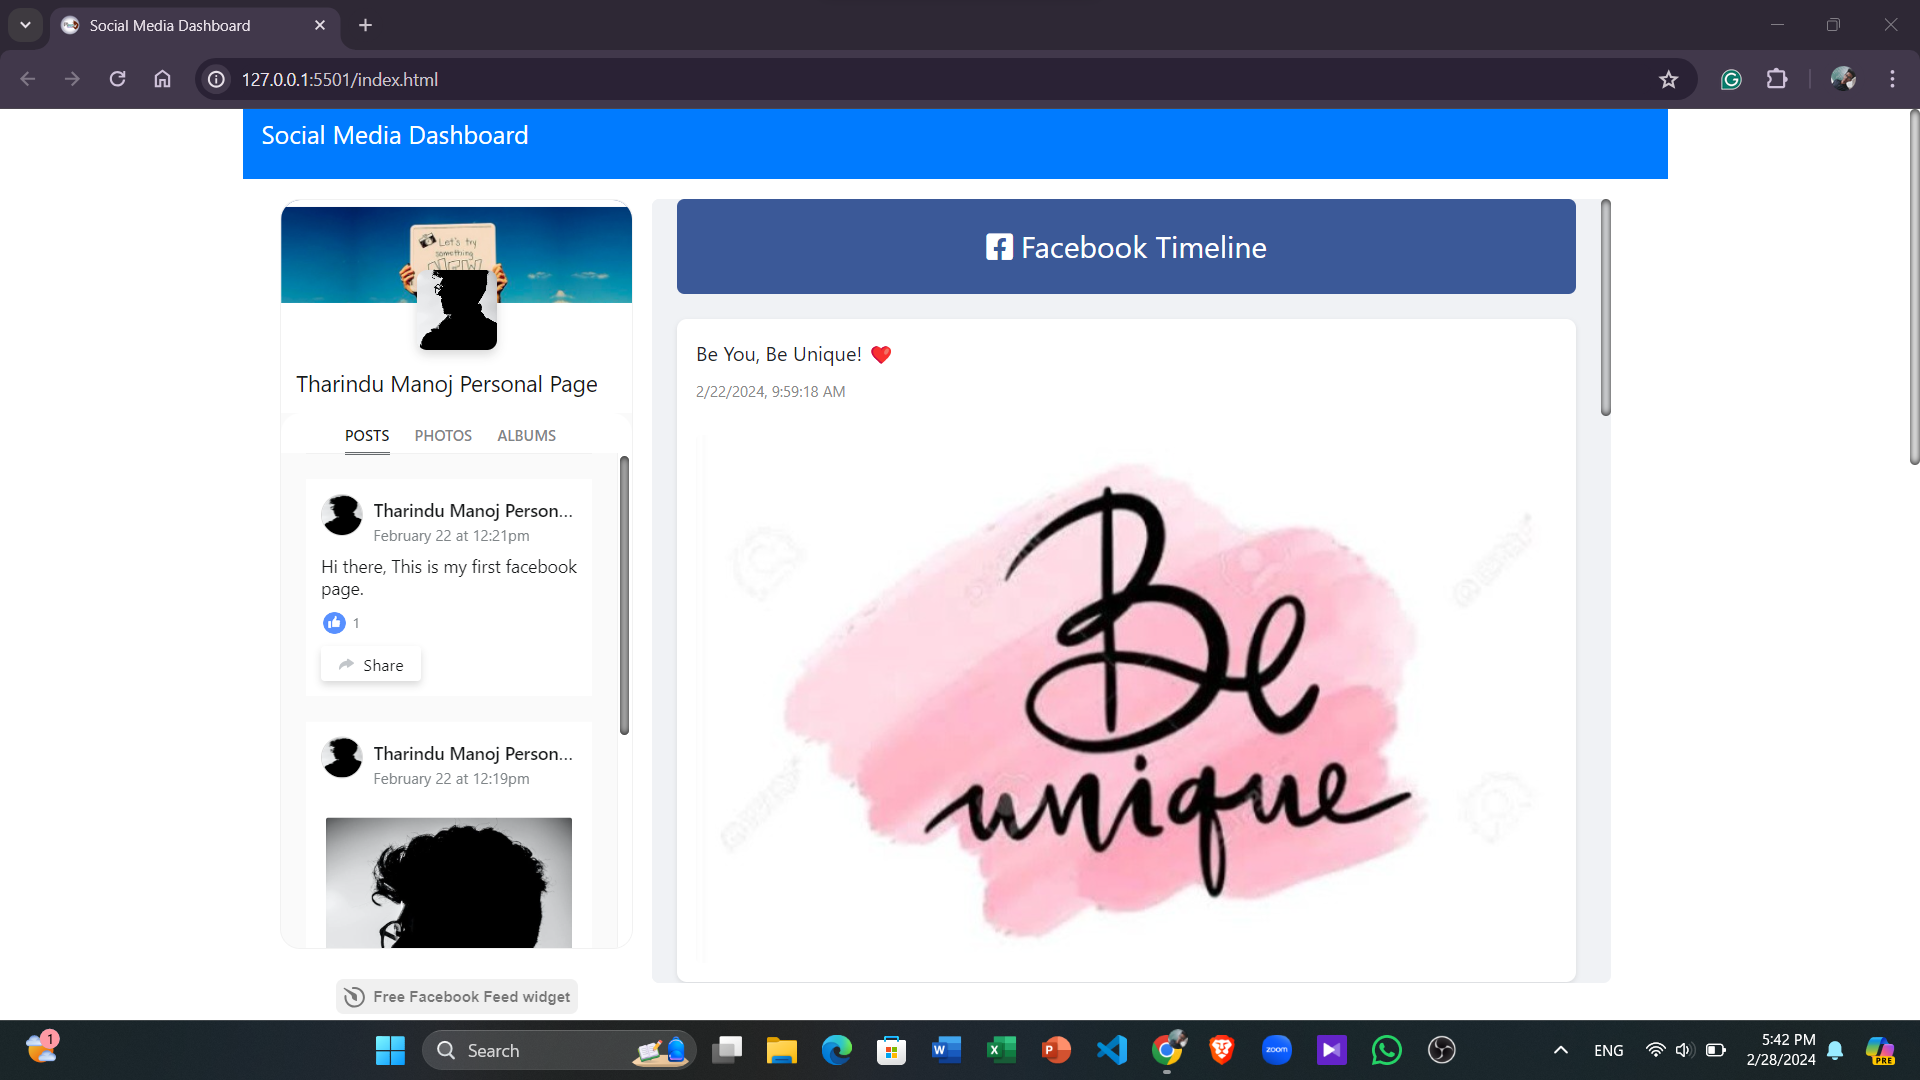 Social Media Dashboard
127.0.0.1:5501/index.html
Social Media Dashboard
Let's try
something
NEW
Tharindu Manoj Personal Page
POSTS PHOTOS ALBUMS
Tharindu Manoj Person...
February 22 at 12:21pm
Hi there, This is my first facebook
page.
1
Share
Tharindu Manoj Person...
February 22 at 12:19pm
Free Facebook Feed widget
Facebook Timeline
Be You, Be Unique! ❤️
2/22/2024, 9:59:18 AM
Be
unique
1
Search
zoom
PRE
ENG
5:42 PM
2/28/2024